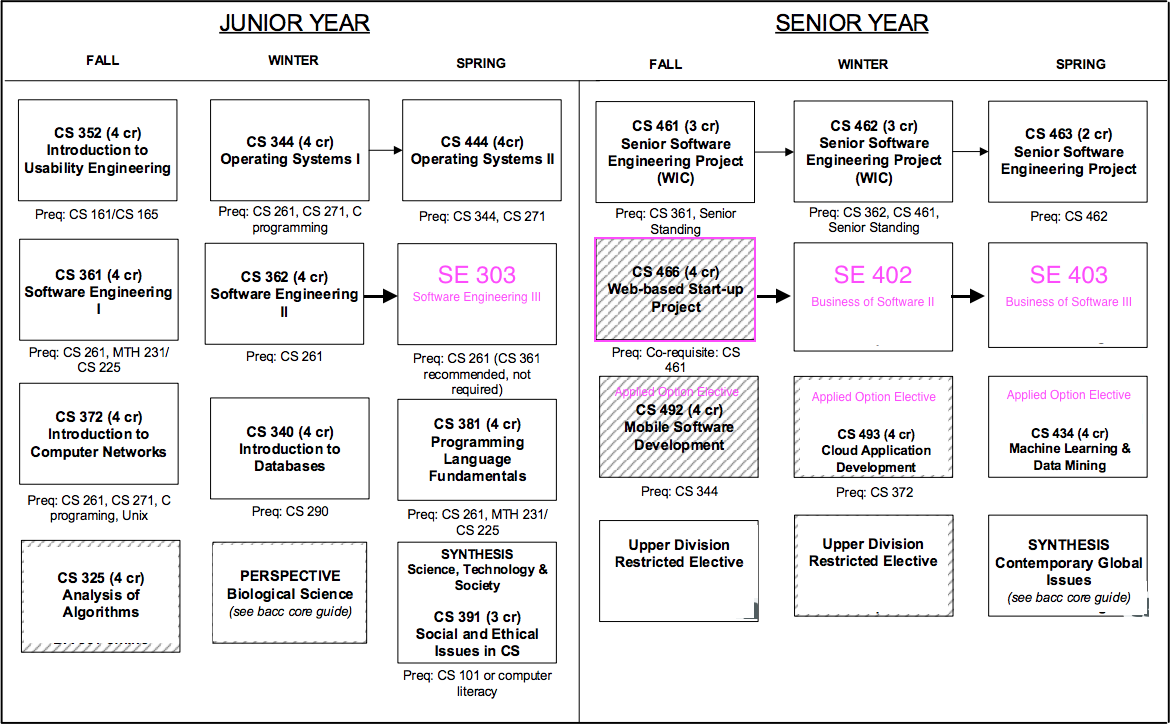 JUNIOR YEAR
FALL
WINTER
SPRING
CS 352 (4 cr)
Introduction to
Usability Engineering
Preq: CS 161/CS 165
CS 344 (4 cr)
Operating Systems I
Preq: CS 261, CS 271, C
programming
CS 444 (4cr)
Operating Systems II
Preq: CS 344, CS 271
CS 361 (4 cr)
Software Engineering
I
Preq: CS 261, MTH 231/
CS 225
CS 362 (4 cr)
Software Engineering
II
Preq: CS 261
SE 303
Software Engineering III
Preq: CS 261 (CS 361
recommended, not
required)
CS 372 (4 cr)
Introduction to
Computer Networks
Preq: CS 261, CS 271, C
programing, Unix
CS 340 (4 cr)
Introduction to
Databases
Preq: CS 290
CS 381 (4 cr)
Programming
Language
Fundamentals
Preq: CS 261, MTH 231/
CS 225
CS 325 (4 cr)
Analysis of
Algorithms
PERSPECTIVE
Biological Science
(see bacc core guide)
SYNTHESIS
Science, Technology &
Society
CS 391 (3 cr)
Social and Ethical
Issues in CS
Preq: CS 101 or computer
literacy
SENIOR YEAR
FALL
WINTER
SPRING
CS 461 (3 cr)
Senior Software
Engineering Project
(WIC)
Preq: CS 361, Senior
Standing
CS 462 (3 cr)
Senior Software
Engineering Project
(WIC)
Preq: CS 362, CS 461,
Senior Standing
CS 463 (2 cr)
Senior Software
Engineering Project
Preq: CS 462
CS 466 (4 cr)
Web-based Start-up
Project
Preq: Co-requisite: CS
461
SE 402
Business of Software II
SE 403
Business of Software III
Applied Option Elective
CS 492 (4 cr)
Mobile Software
Development
Preq: CS 344
Applied Option Elective
CS 493 (4 cr)
Cloud Application
Development
Preq: CS 372
Applied Option Elective
CS 434 (4 cr)
Machine Learning &
Data Mining
Upper Division
Restricted Elective
Upper Division
Restricted Elective
SYNTHESIS
Contemporary Global
Issues
(see bacc core guide)